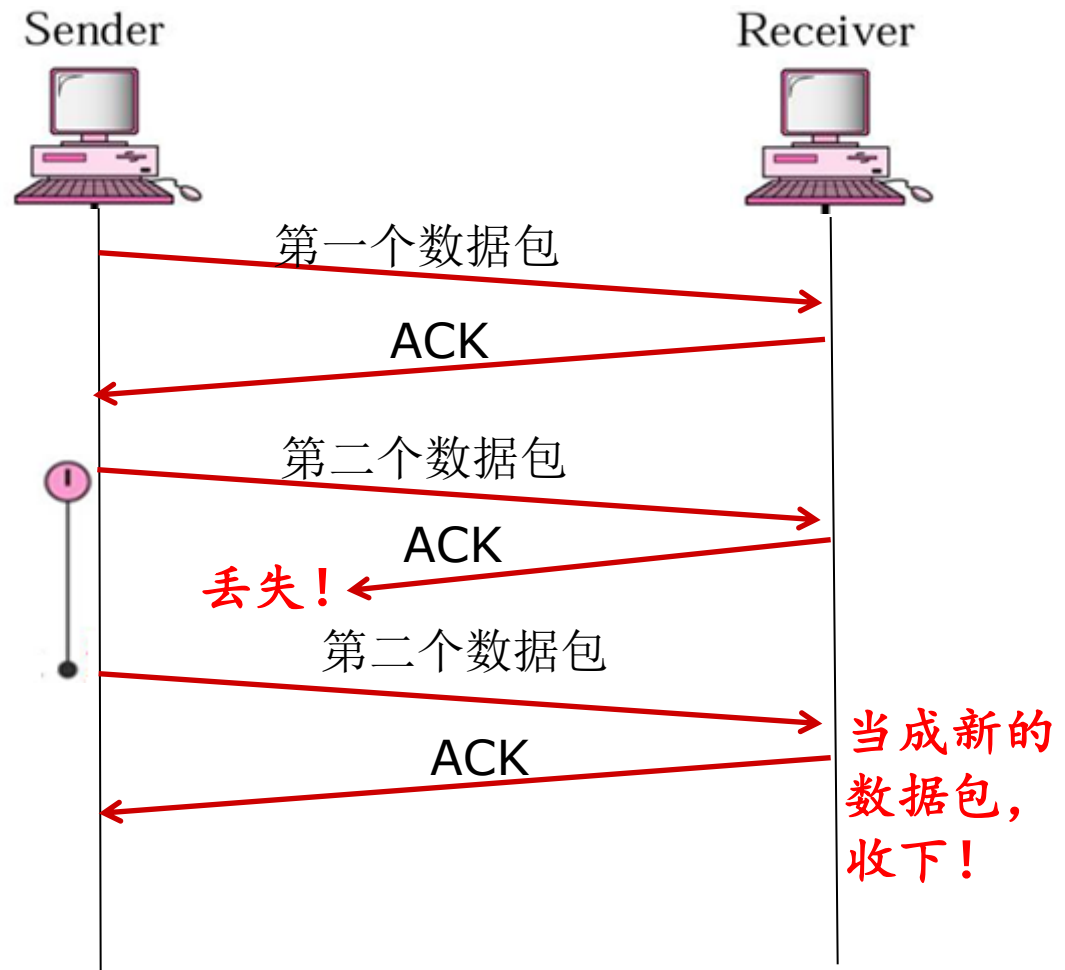 Sender
Receiver
第一个数据包
ACK
第二个数据包
ACK
丢失！
第二个数据包
ACK
当成新的
数据包，
收下！